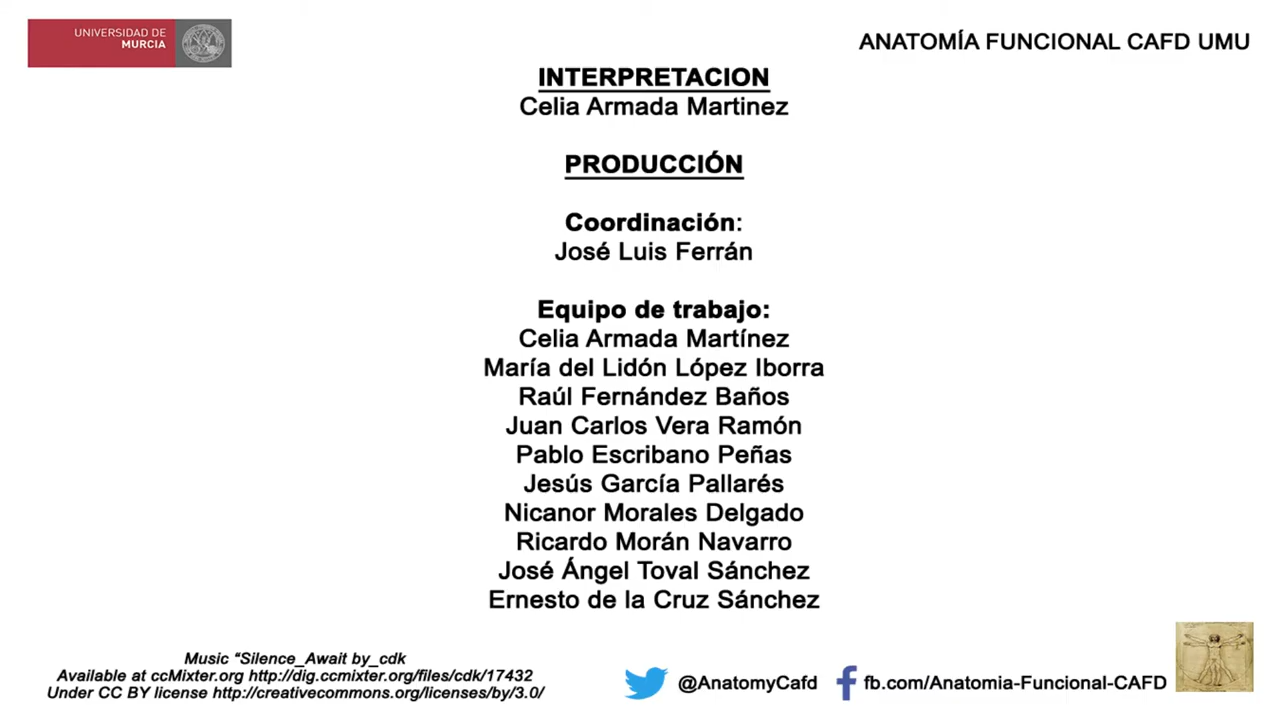 UNIVERSIDAD DE
MURCIA
ANATOMÍA FUNCIONAL CAFD UMU
INTERPRETACION
Celia Armada Martinez
PRODUCCIÓN
Coordinación:
José Luis Ferrán
Equipo de trabajo:
Celia Armada Martínez
María del Lidón López Iborra
Raúl Fernández Baños
Juan Carlos Vera Ramón
Pablo Escribano Peñas
Jesús García Pallarés
Nicanor Morales Delgado
Ricardo Morán Navarro
José Ángel Toval Sánchez
Ernesto de la Cruz Sánchez
Music “Silence_Await by_cdk
Available at ccMixter.org http://dig.ccmixter.org/files/cdk/17432
Under CC BY license http://creativecommons.org/licenses/by/3.0/
@AnatomyCafd
fb.com/Anatomia-Funcional-CAFD